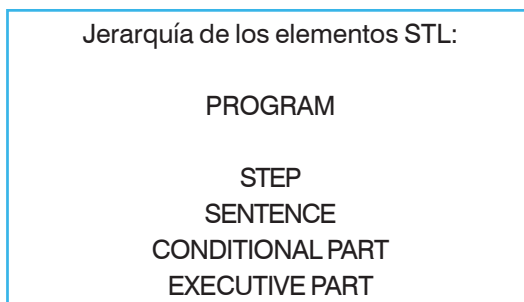 Jerarquía de los elementos STL:
PROGRAM
STEP
SENTENCE
CONDITIONAL PART
EXECUTIVE PART